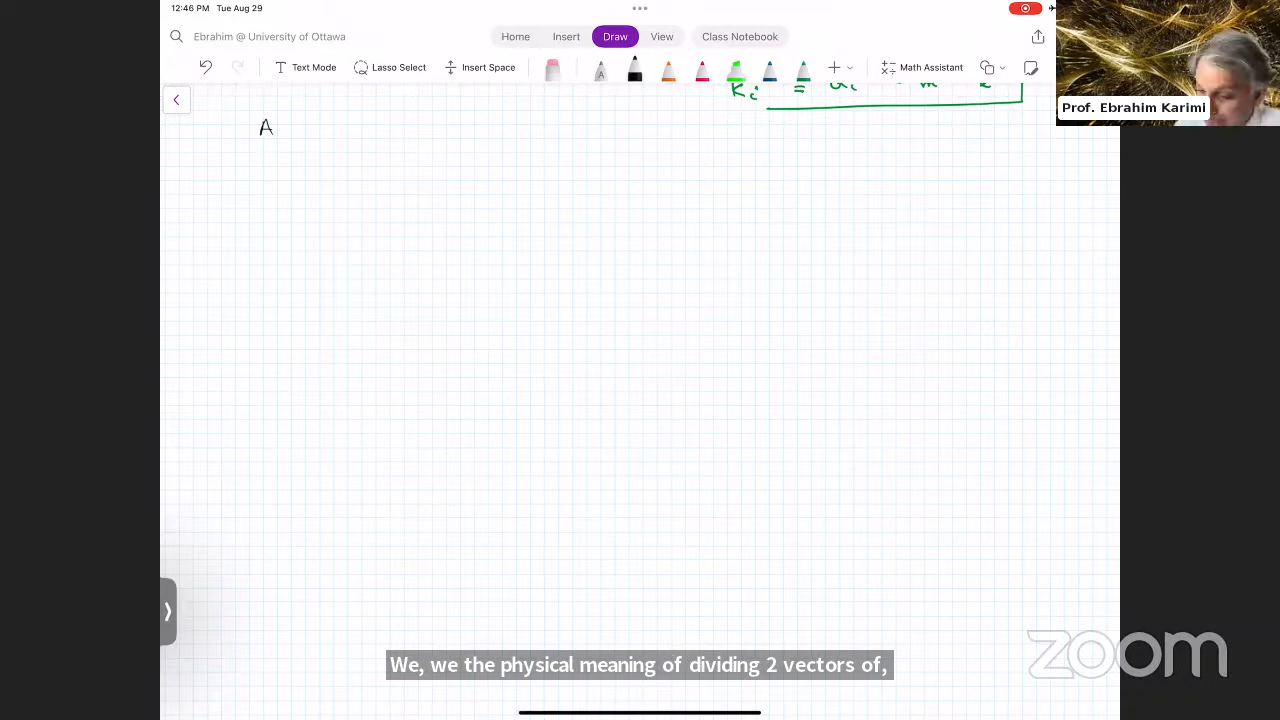 12:46 PM Tue Aug 29
Ebrahim @ University of Ottawa
Home Insert Draw View Class Notebook
Text Mode Lasso Select Insert Space A Math Assistant
Prof. Ebrahim Karimi
A
We, we the physical meaning of dividing 2 vectors of,
zoom